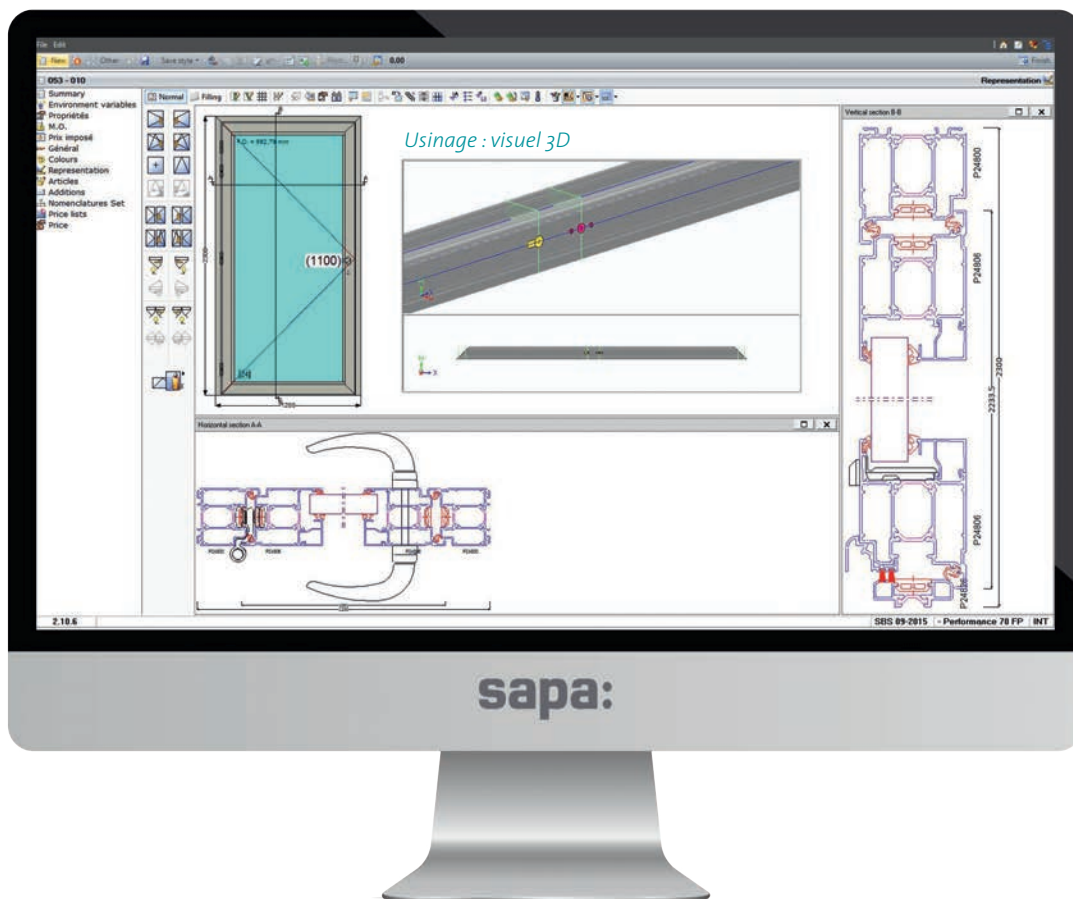 File Edit
New Other Save style 0.00 Finish
053 - 010 Representation
Summary
Environment variables
Propriétés
M.O.
Prix imposé
Général
Colours
Representation
Articles
Additions
Nomenclatures Set
Price lists
Price
Normal Filling
(1100)
2300
Usinage : visuel 3D
X
Vertical section B-B
P24800
P24806
2233.5
2300
P24806
Horizontal section A-A
2.10.6
SBS 09-2015 - Performance 70 FP INT
sapa: